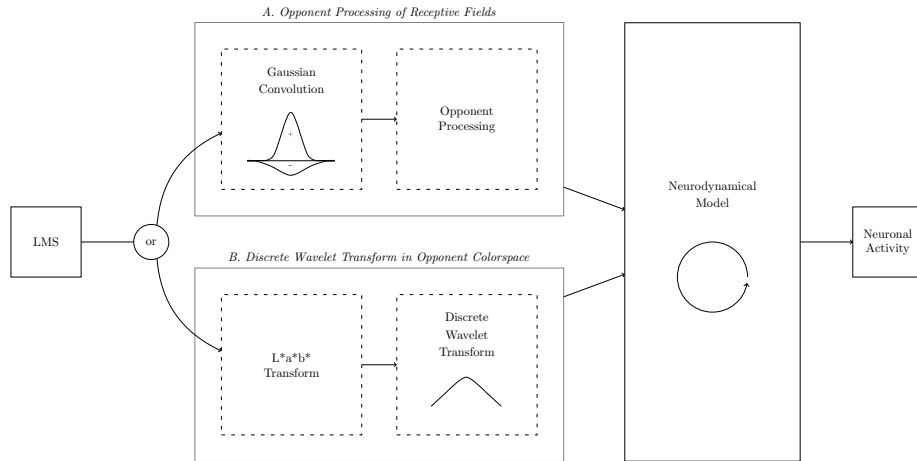 A. Opponent Processing of Receptive Fields
Gaussian
Convolution
+
-
Opponent
Processing
LMS
or
B. Discrete Wavelet Transform in Opponent Colorspace
L*a*b*
Transform
Discrete
Wavelet
Transform
Neurodynamical
Model
Neuronal
Activity